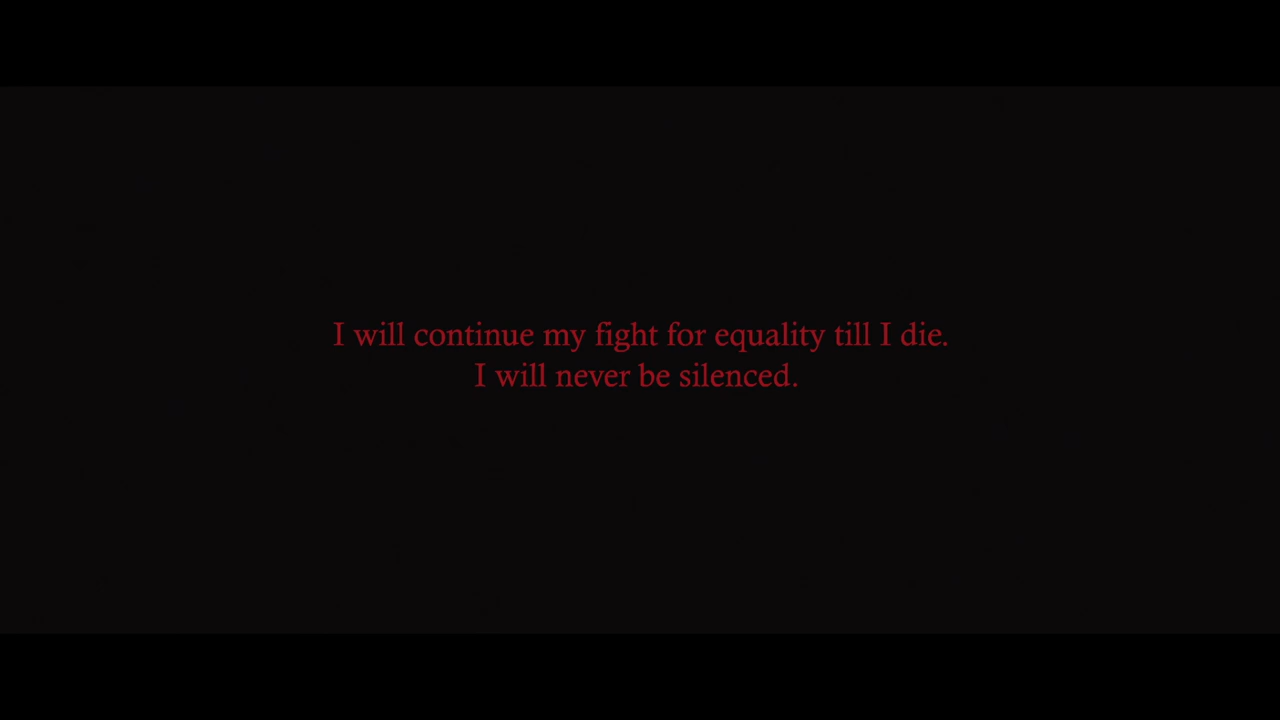 I will continue my fight for equality till I die.
I will never be silenced.